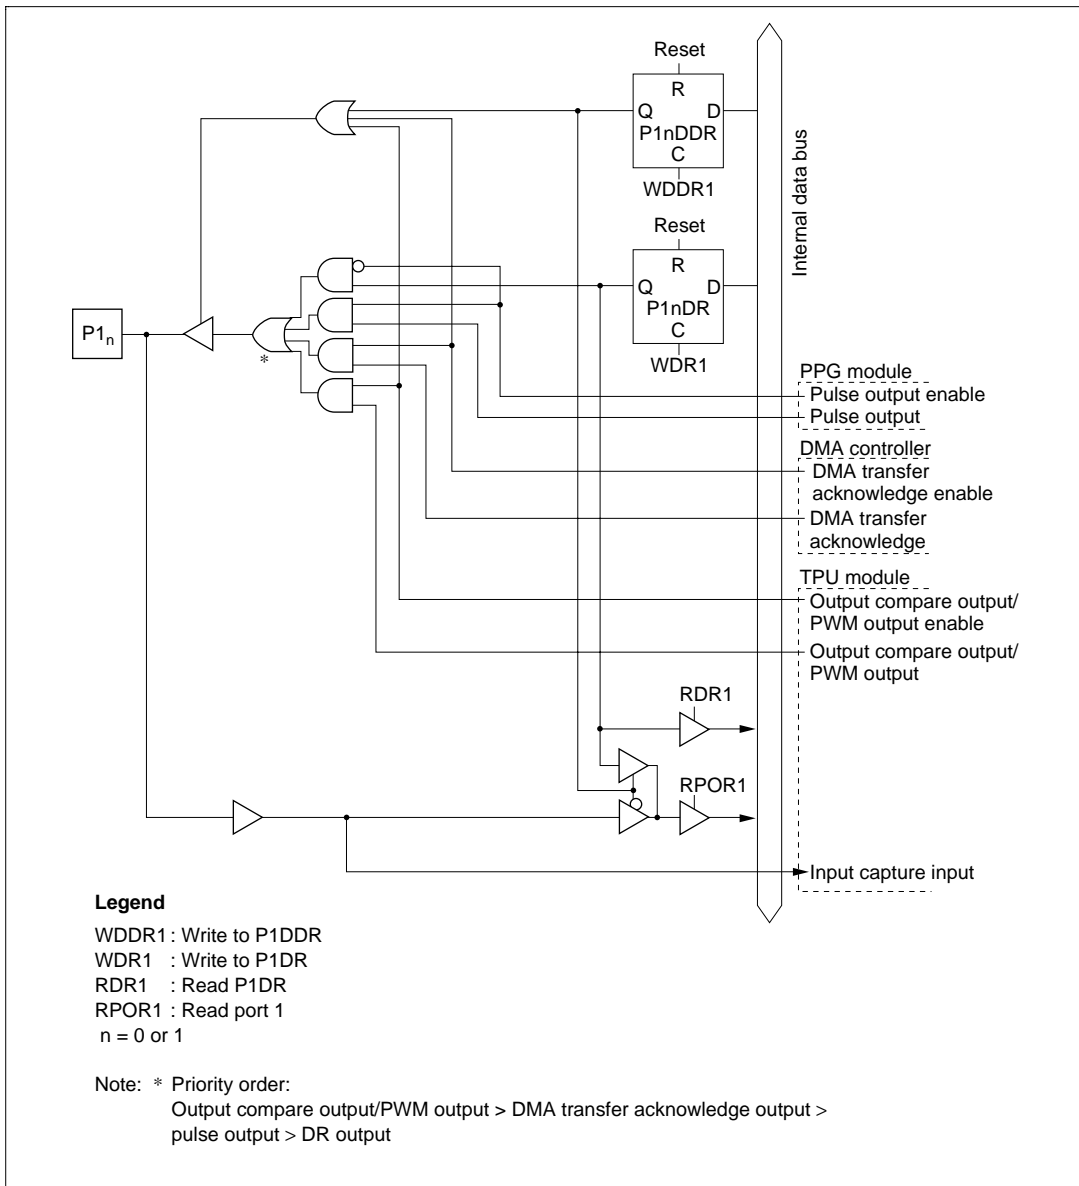 Reset
R
Q D
P1nDDR
C
WDDR1
Internal data bus
Reset
R
Q D
P1nDR
C
WDR1
P1n
*
PPG module
Pulse output enable
Pulse output
DMA controller
DMA transfer
acknowledge enable
DMA transfer
acknowledge
TPU module
Output compare output/
PWM output enable
Output compare output/
PWM output
RDR1
RPOR1
Input capture input
Legend
WDDR1 : Write to P1DDR
WDR1 : Write to P1DR
RDR1 : Read P1DR
RPOR1 : Read port 1
n = 0 or 1
Note: * Priority order:
Output compare output/PWM output > DMA transfer acknowledge output >
pulse output > DR output